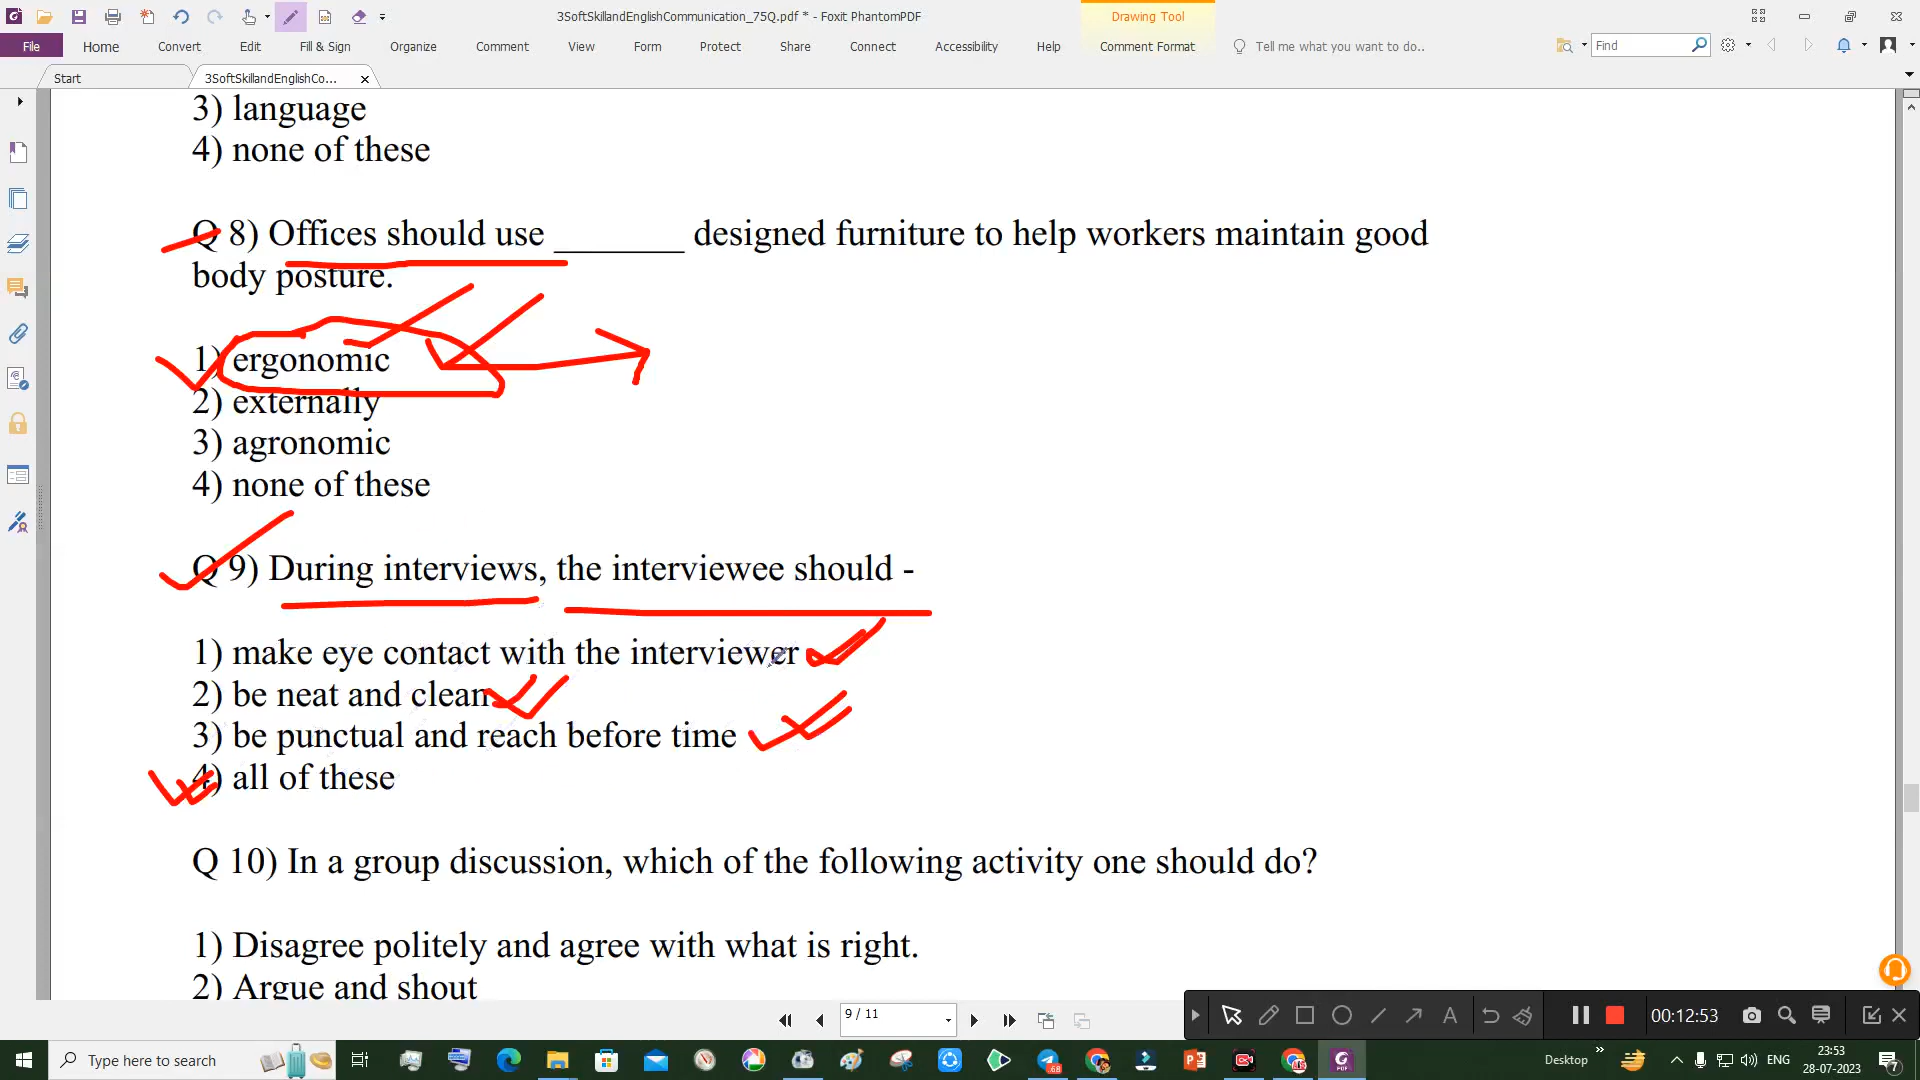 3SoftSkillandEnglishCommunication_75Q.pdf * - Foxit PhantomPDF
Drawing Tool
File Home Convert Edit Fill & Sign Organize Comment View Form Protect Share Connect Accessibility Help Comment Format Tell me what you want to do.. Find
Start 3SoftSkillandEnglishCo...
3) language
4) none of these
Q 8) Offices should use _______ designed furniture to help workers maintain good
body posture.
1) ergonomic
2) externally
3) agronomic
4) none of these
Q 9) During interviews, the interviewee should -
1) make eye contact with the interviewer
2) be neat and clean
3) be punctual and reach before time
4) all of these
Q 10) In a group discussion, which of the following activity one should do?
1) Disagree politely and agree with what is right.
2) Argue and shout
9 / 11
00:12:53
Type here to search
Desktop
ENG
23:53
28-07-2023